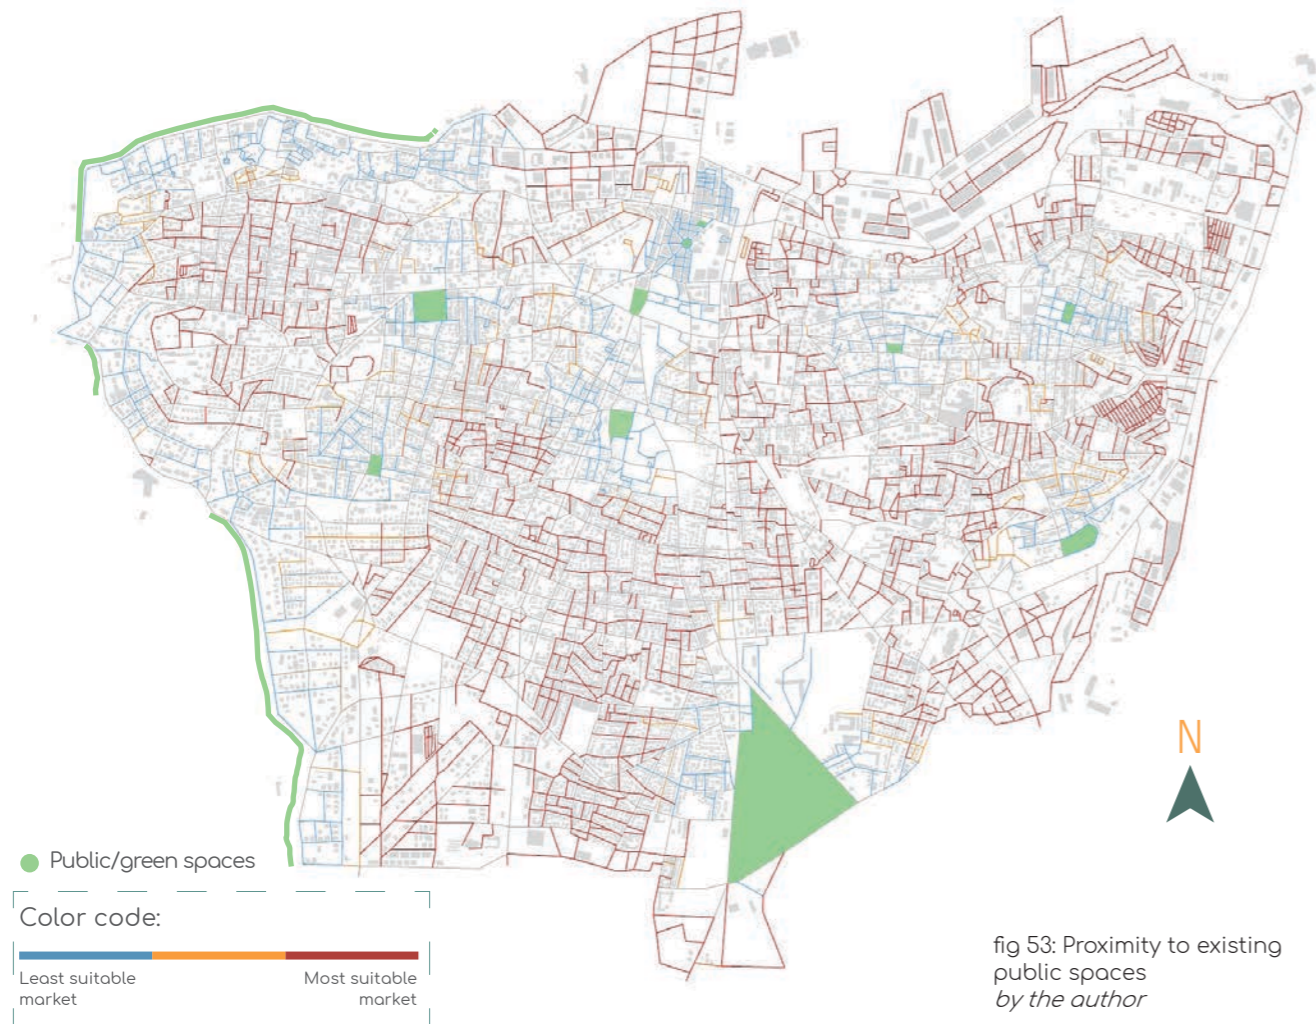 N
Public/green spaces
Color code:
Least suitable
market
Most suitable
market
fig 53: Proximity to existing
public spaces
by the author